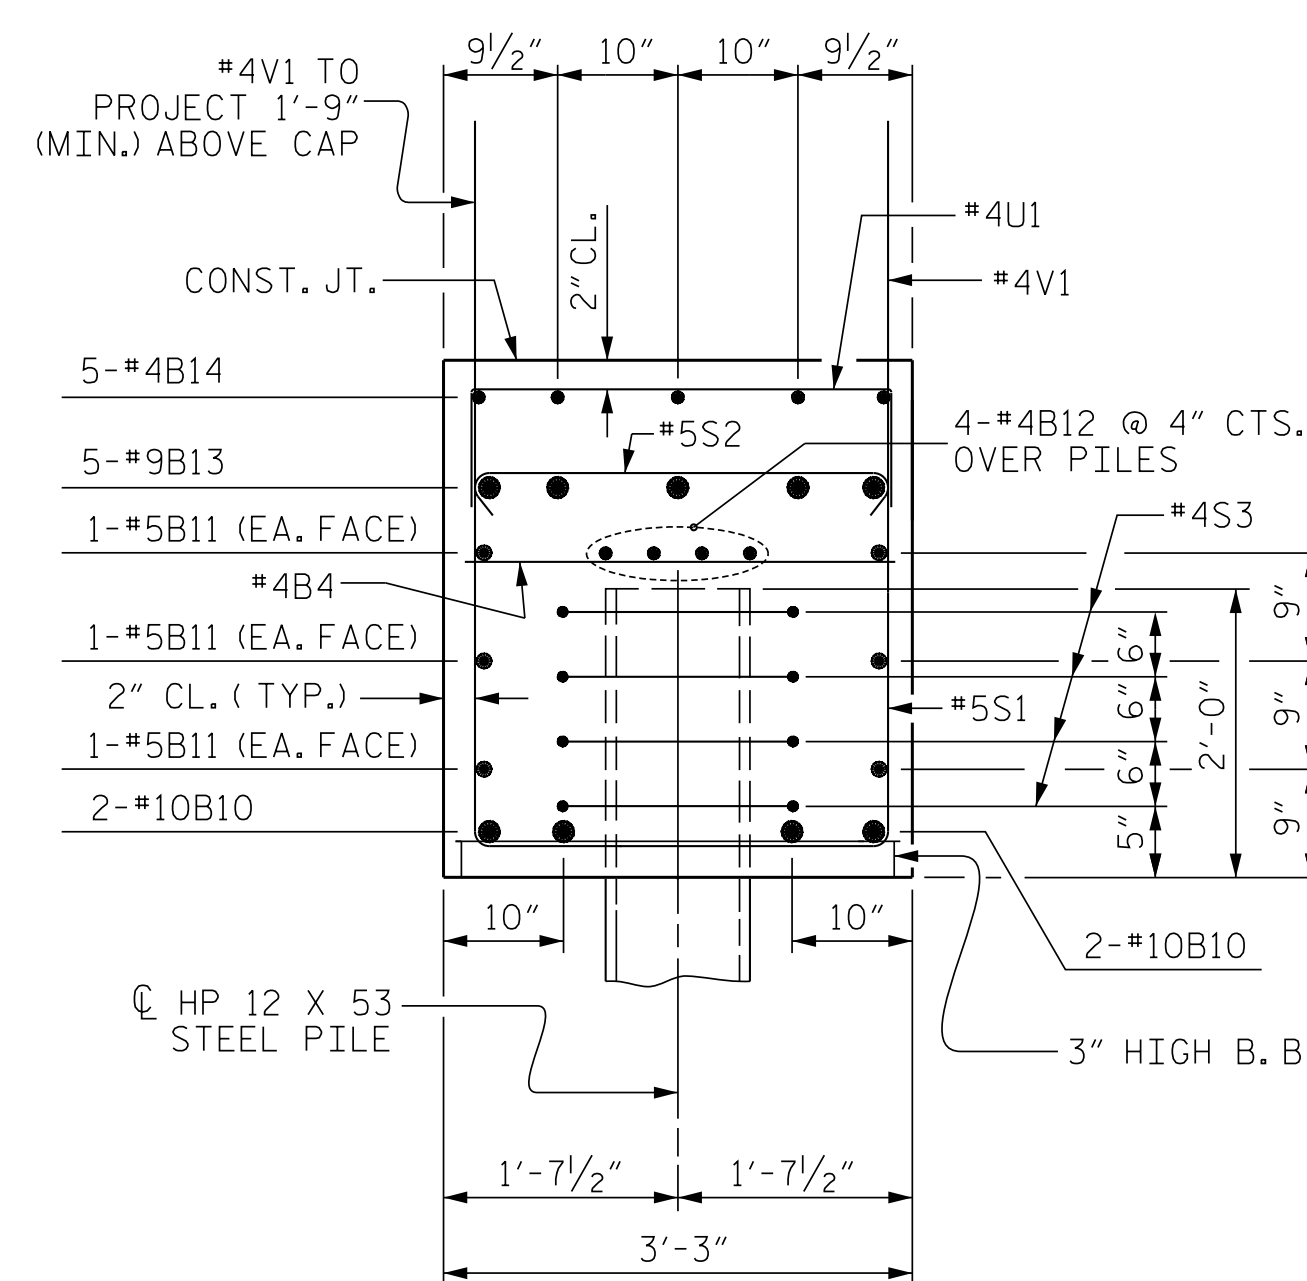 9½" 10" 10" 9½"
#4V1 TO
PROJECT 1'-9"
(MIN.) ABOVE CAP
#4U1
2" CL.
CONST. JT.
#4V1
5-#4B14
#5S2
4-#4B12 @ 4" CTS.
OVER PILES
5-#9B13
#4S3
1-#5B11 (EA. FACE)
#4B4
9"
1-#5B11 (EA. FACE)
6"
2" CL. (TYP.)
#5S1
6"
2'-0"
9"
1-#5B11 (EA. FACE)
6"
2-#10B10
5"
9"
10" 10"
2-#10B10
℄ HP 12 X 53
STEEL PILE
3" HIGH B. B
1'-7½" 1'-7½"
3'-3"